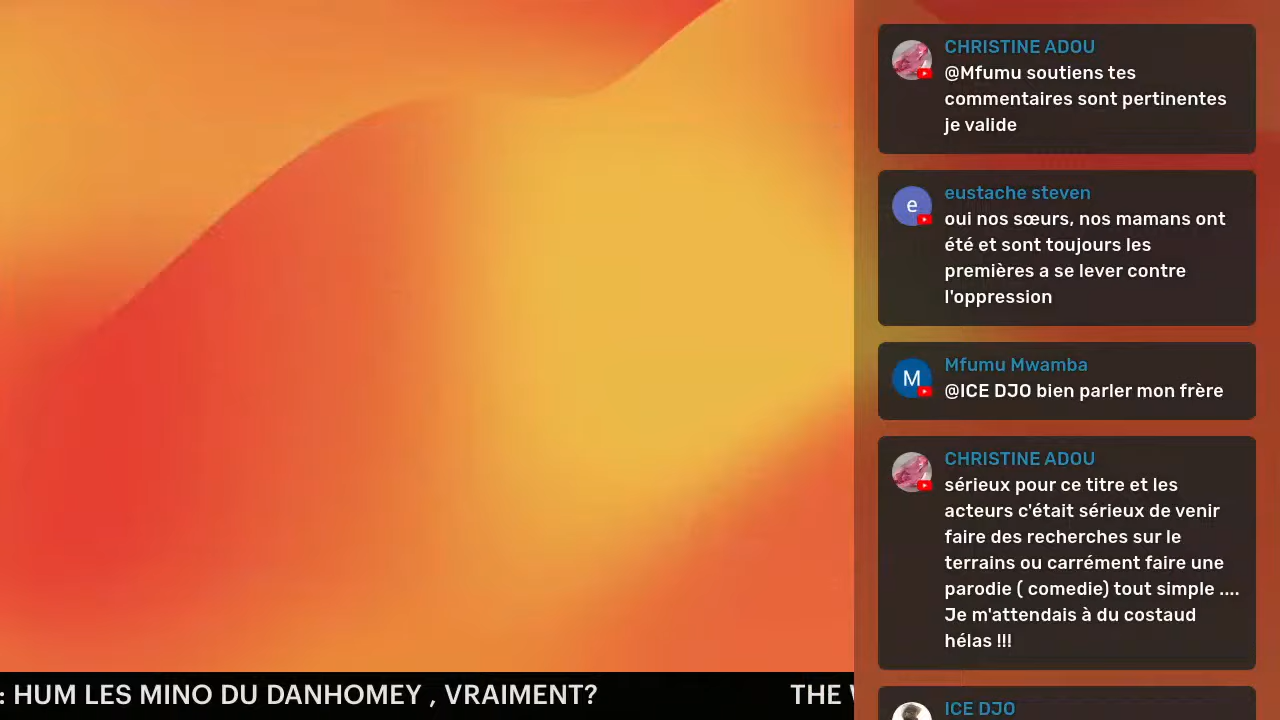 CHRISTINE ADOU
@Mfumu soutiens tes
commentaires sont pertinentes
je valide
e
eustache steven
oui nos sœurs, nos mamans ont
été et sont toujours les
premières a se lever contre
l'oppression
M
Mfumu Mwamba
@ICE DJO bien parler mon frère
CHRISTINE ADOU
sérieux pour ce titre et les
acteurs c'était sérieux de venir
faire des recherches sur le
terrains ou carrément faire une
parodie ( comedie) tout simple ....
Je m'attendais à du costaud
hélas !!!
ICE DJO
: HUM LES MINO DU DANHOMEY , VRAIMENT? THE